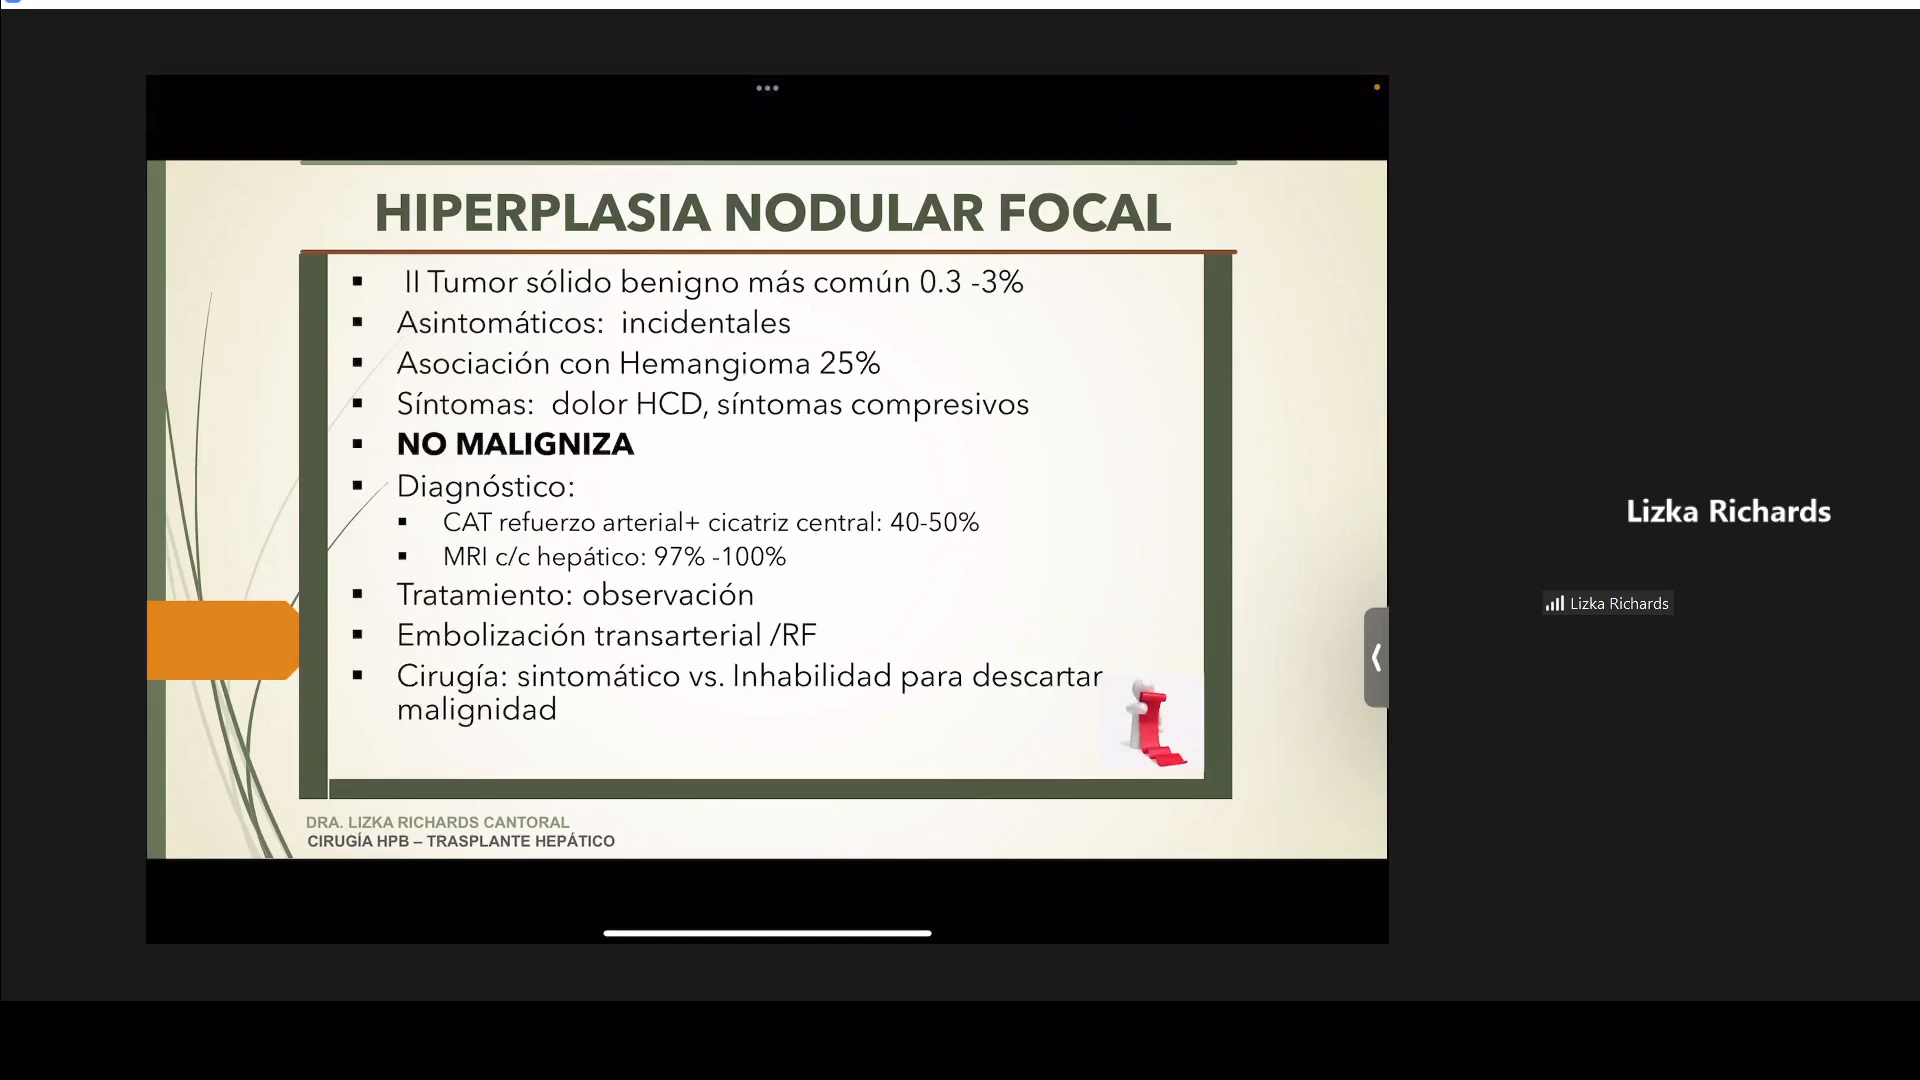 HIPERPLASIA NODULAR FOCAL
II Tumor sólido benigno más común 0.3 -3%
Asintomáticos: incidentales
Asociación con Hemangioma 25%
Síntomas: dolor HCD, síntomas compresivos
NO MALIGNIZA
Diagnóstico:
CAT refuerzo arterial+ cicatriz central: 40-50%
MRI c/c hepático: 97% -100%
Tratamiento: observación
Embolización transarterial /RF
Cirugía: sintomático vs. Inhabilidad para descartar
malignidad
DRA. LIZKA RICHARDS CANTORAL
CIRUGÍA HPB – TRASPLANTE HEPÁTICO
Lizka Richards
Lizka Richards